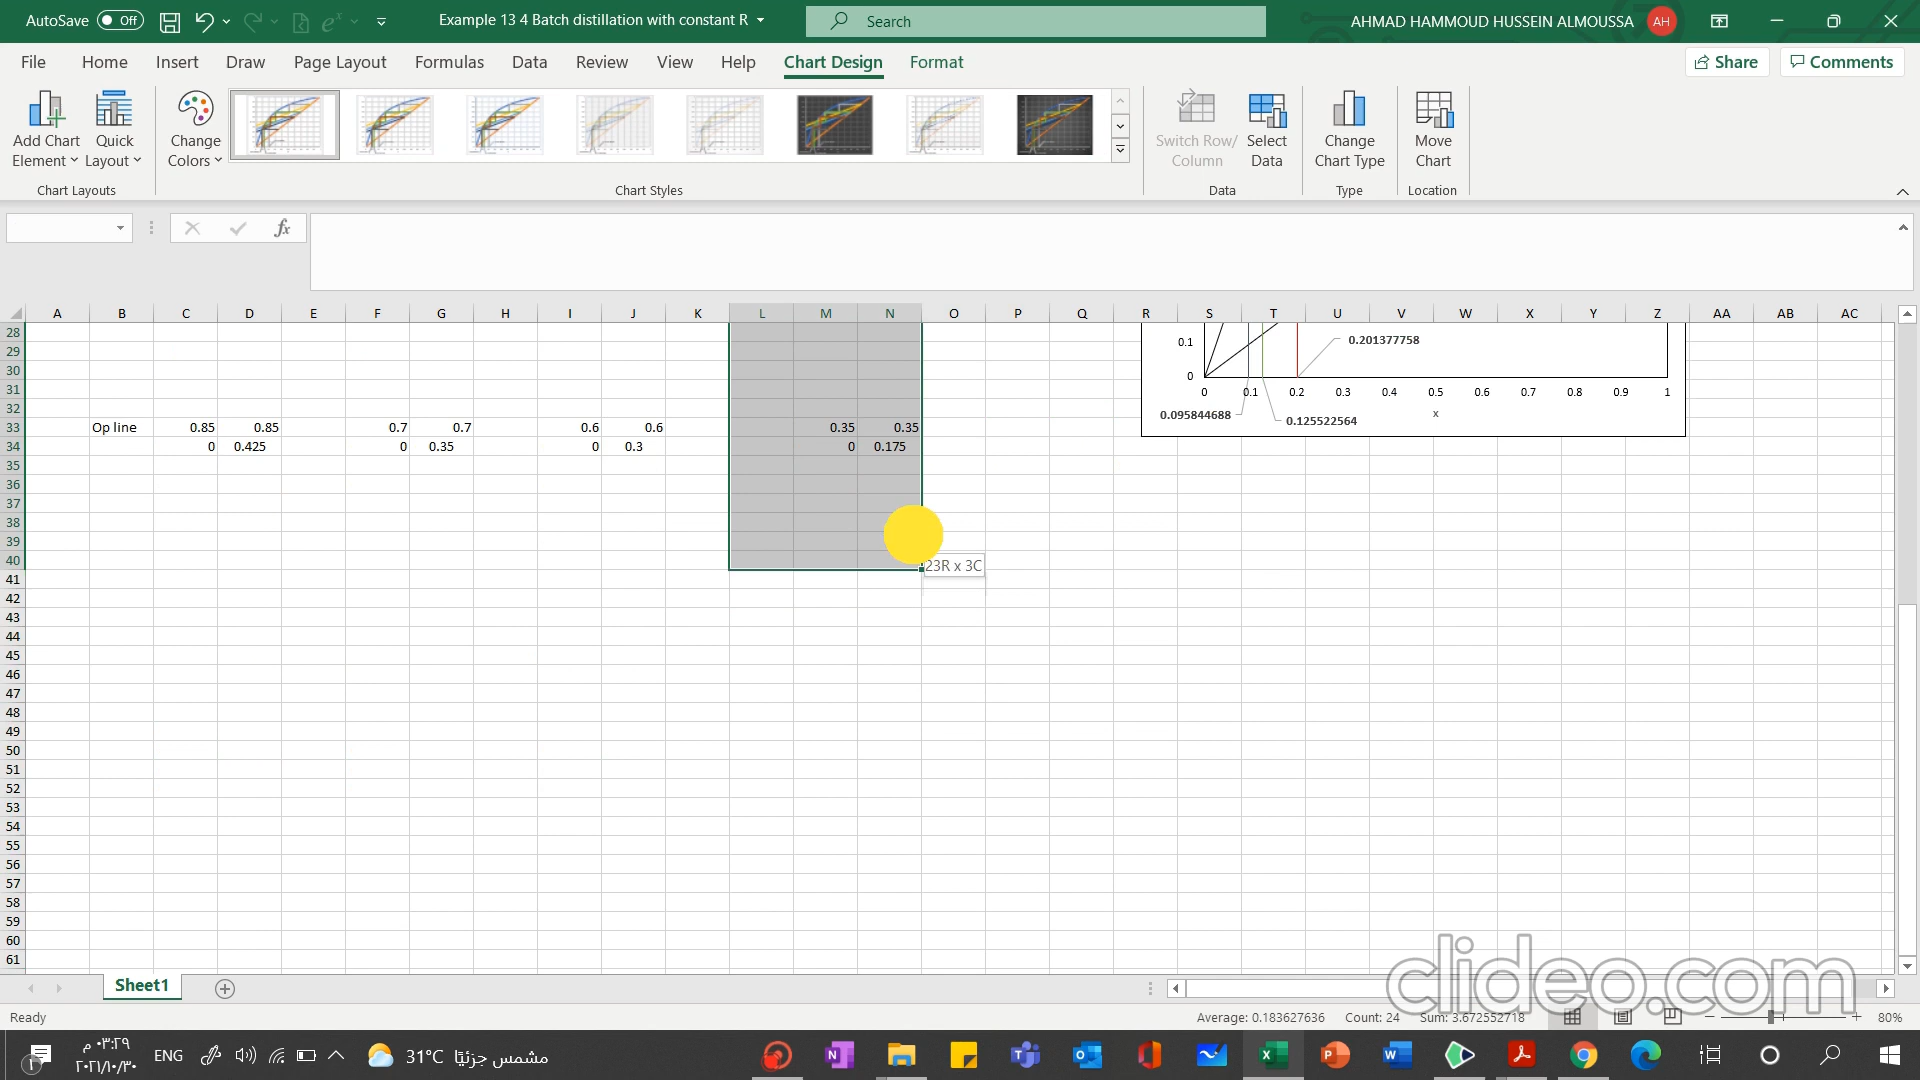 AutoSave Off
Example 13 4 Batch distillation with constant R
Search
AHMAD HAMMOUD HUSSEIN ALMOUSSA AH
File Home Insert Draw Page Layout Formulas Data Review View Help Chart Design Format
Share Comments
Add Chart Element
Quick Layout
Change Colors
Switch Row/ Column
Select Data
Change Chart Type
Move Chart
Chart Layouts
Chart Styles
Data
Type
Location
fx
A B C D E F G H I J K L M N O P Q R S T U V W X Y Z AA AB AC
28
29
30
31
32
33 Op line 0.85 0.85 0.7 0.7 0.6 0.6 0.35 0.35
34 0 0.425 0 0.35 0 0.3 0 0.175
35
36
37
38
39
40
41
42
43
44
45
46
47
48
49
50
51
52
53
54
55
56
57
58
59
60
61
0.1
0
0.201377758
0 0.1 0.2 0.3 0.4 0.5 0.6 0.7 0.8 0.9 1
0.095844688
0.125522564
x
23R x 3C
Sheet1
clideo.com
Ready
Average: 0.183627636 Count: 24 Sum: 3.672552718
80%
٠٣:٢٩ م
٢٠٢١/١٠/٣٠
ENG
31°C مشمس جزئيًا